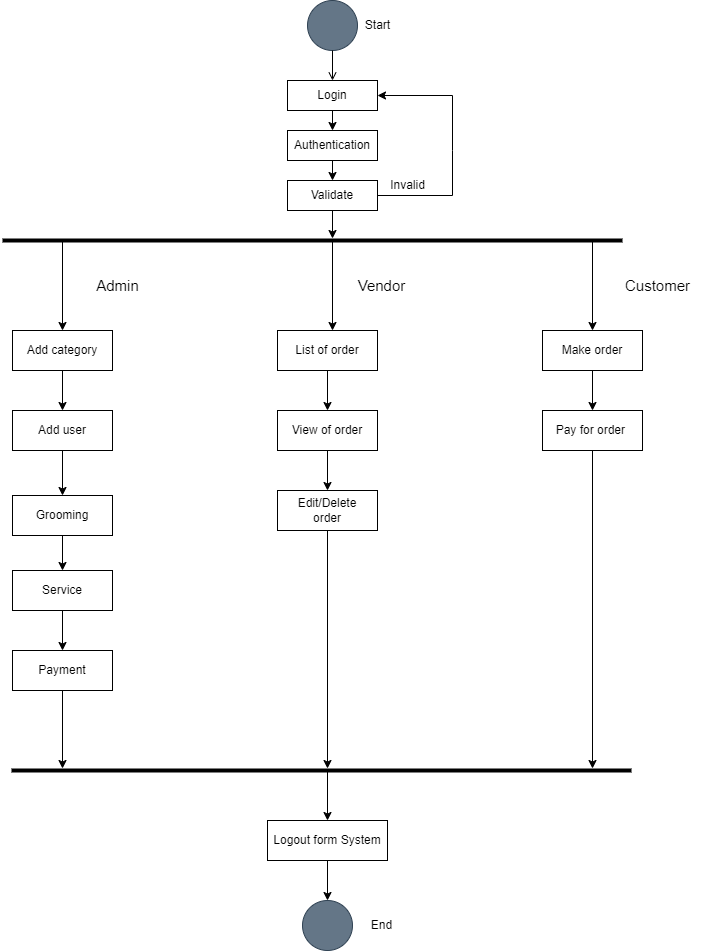 Start
Login
Authentication
Validate
Invalid
Admin
Vendor
Customer
Add category
List of order
Make order
Add user
View of order
Pay for order
Grooming
Edit/Delete
order
Service
Payment
Logout form System
End